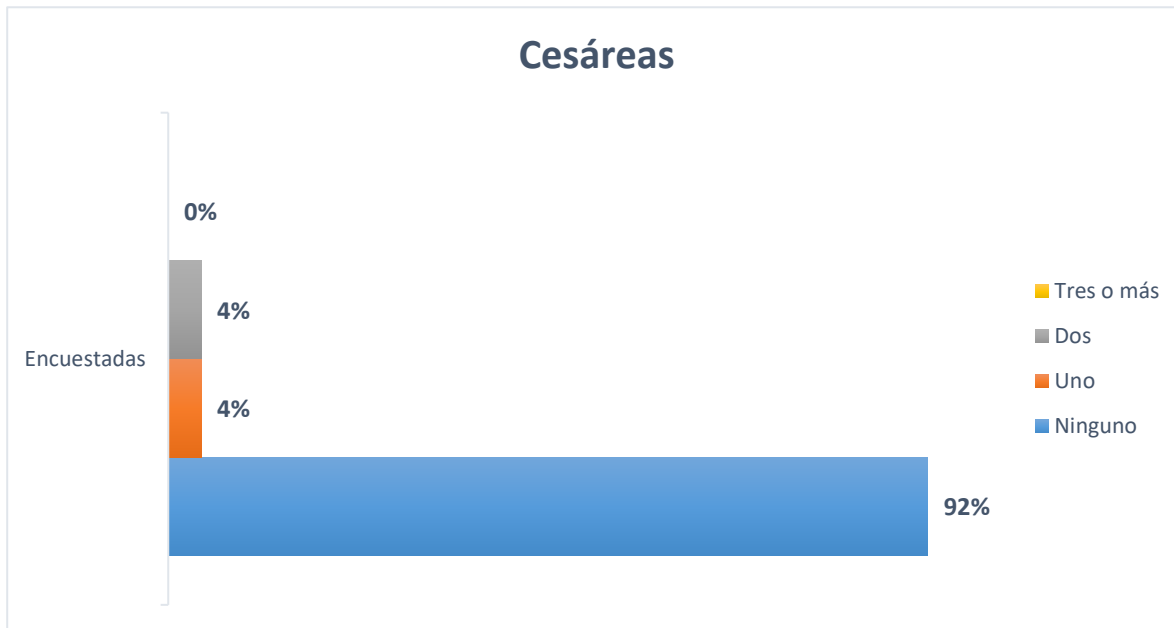 Cesáreas
0%
4%
Encuestadas
4%
92%
Tres o más
Dos
Uno
Ninguno